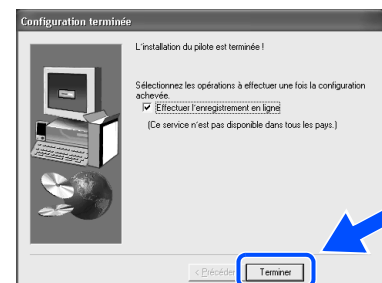 Configuration terminée
L'installation du pilote est terminée !
Sélectionnez les opérations à effectuer une fois la configuration
achevée.
Effectuer l'enregistrement en ligne
(Ce service n'est pas disponible dans tous les pays.)
< Précéden
Terminer